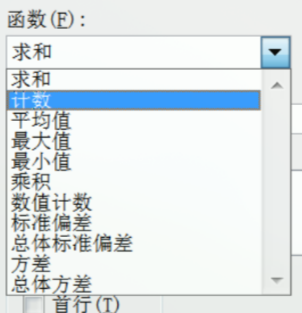 函数(F):
求和
求和
计数
平均值
最大值
最小值
乘积
数值计数
标准偏差
总体标准偏差
方差
总体方差
首行(T)